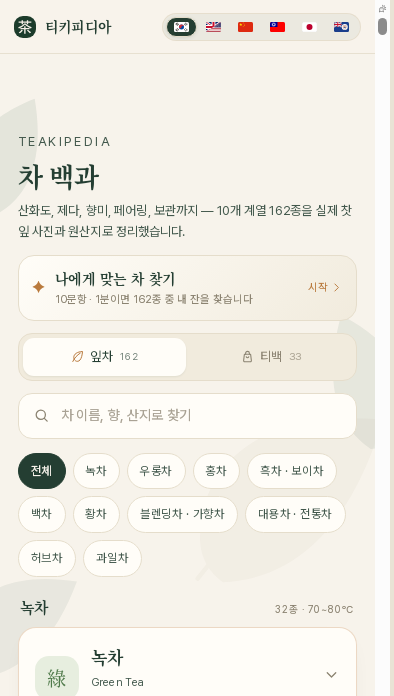 茶 티키피디아
TEAKIPEDIA
차 백과
산화도, 제다, 향미, 페어링, 보관까지 — 10개 계열 162종을 실제 찻
잎 사진과 원산지로 정리했습니다.
나에게 맞는 차 찾기
10문항 · 1분이면 162종 중 내 잔을 찾습니다
시작
잎차 162
티백 33
차 이름, 향, 산지로 찾기
전체 녹차 우롱차 홍차 흑차 · 보이차
백차 황차 블렌딩차 · 가향차 대용차 · 전통차
허브차 과일차
녹차
32종 · 70~80°C
綠
녹차
Green Tea